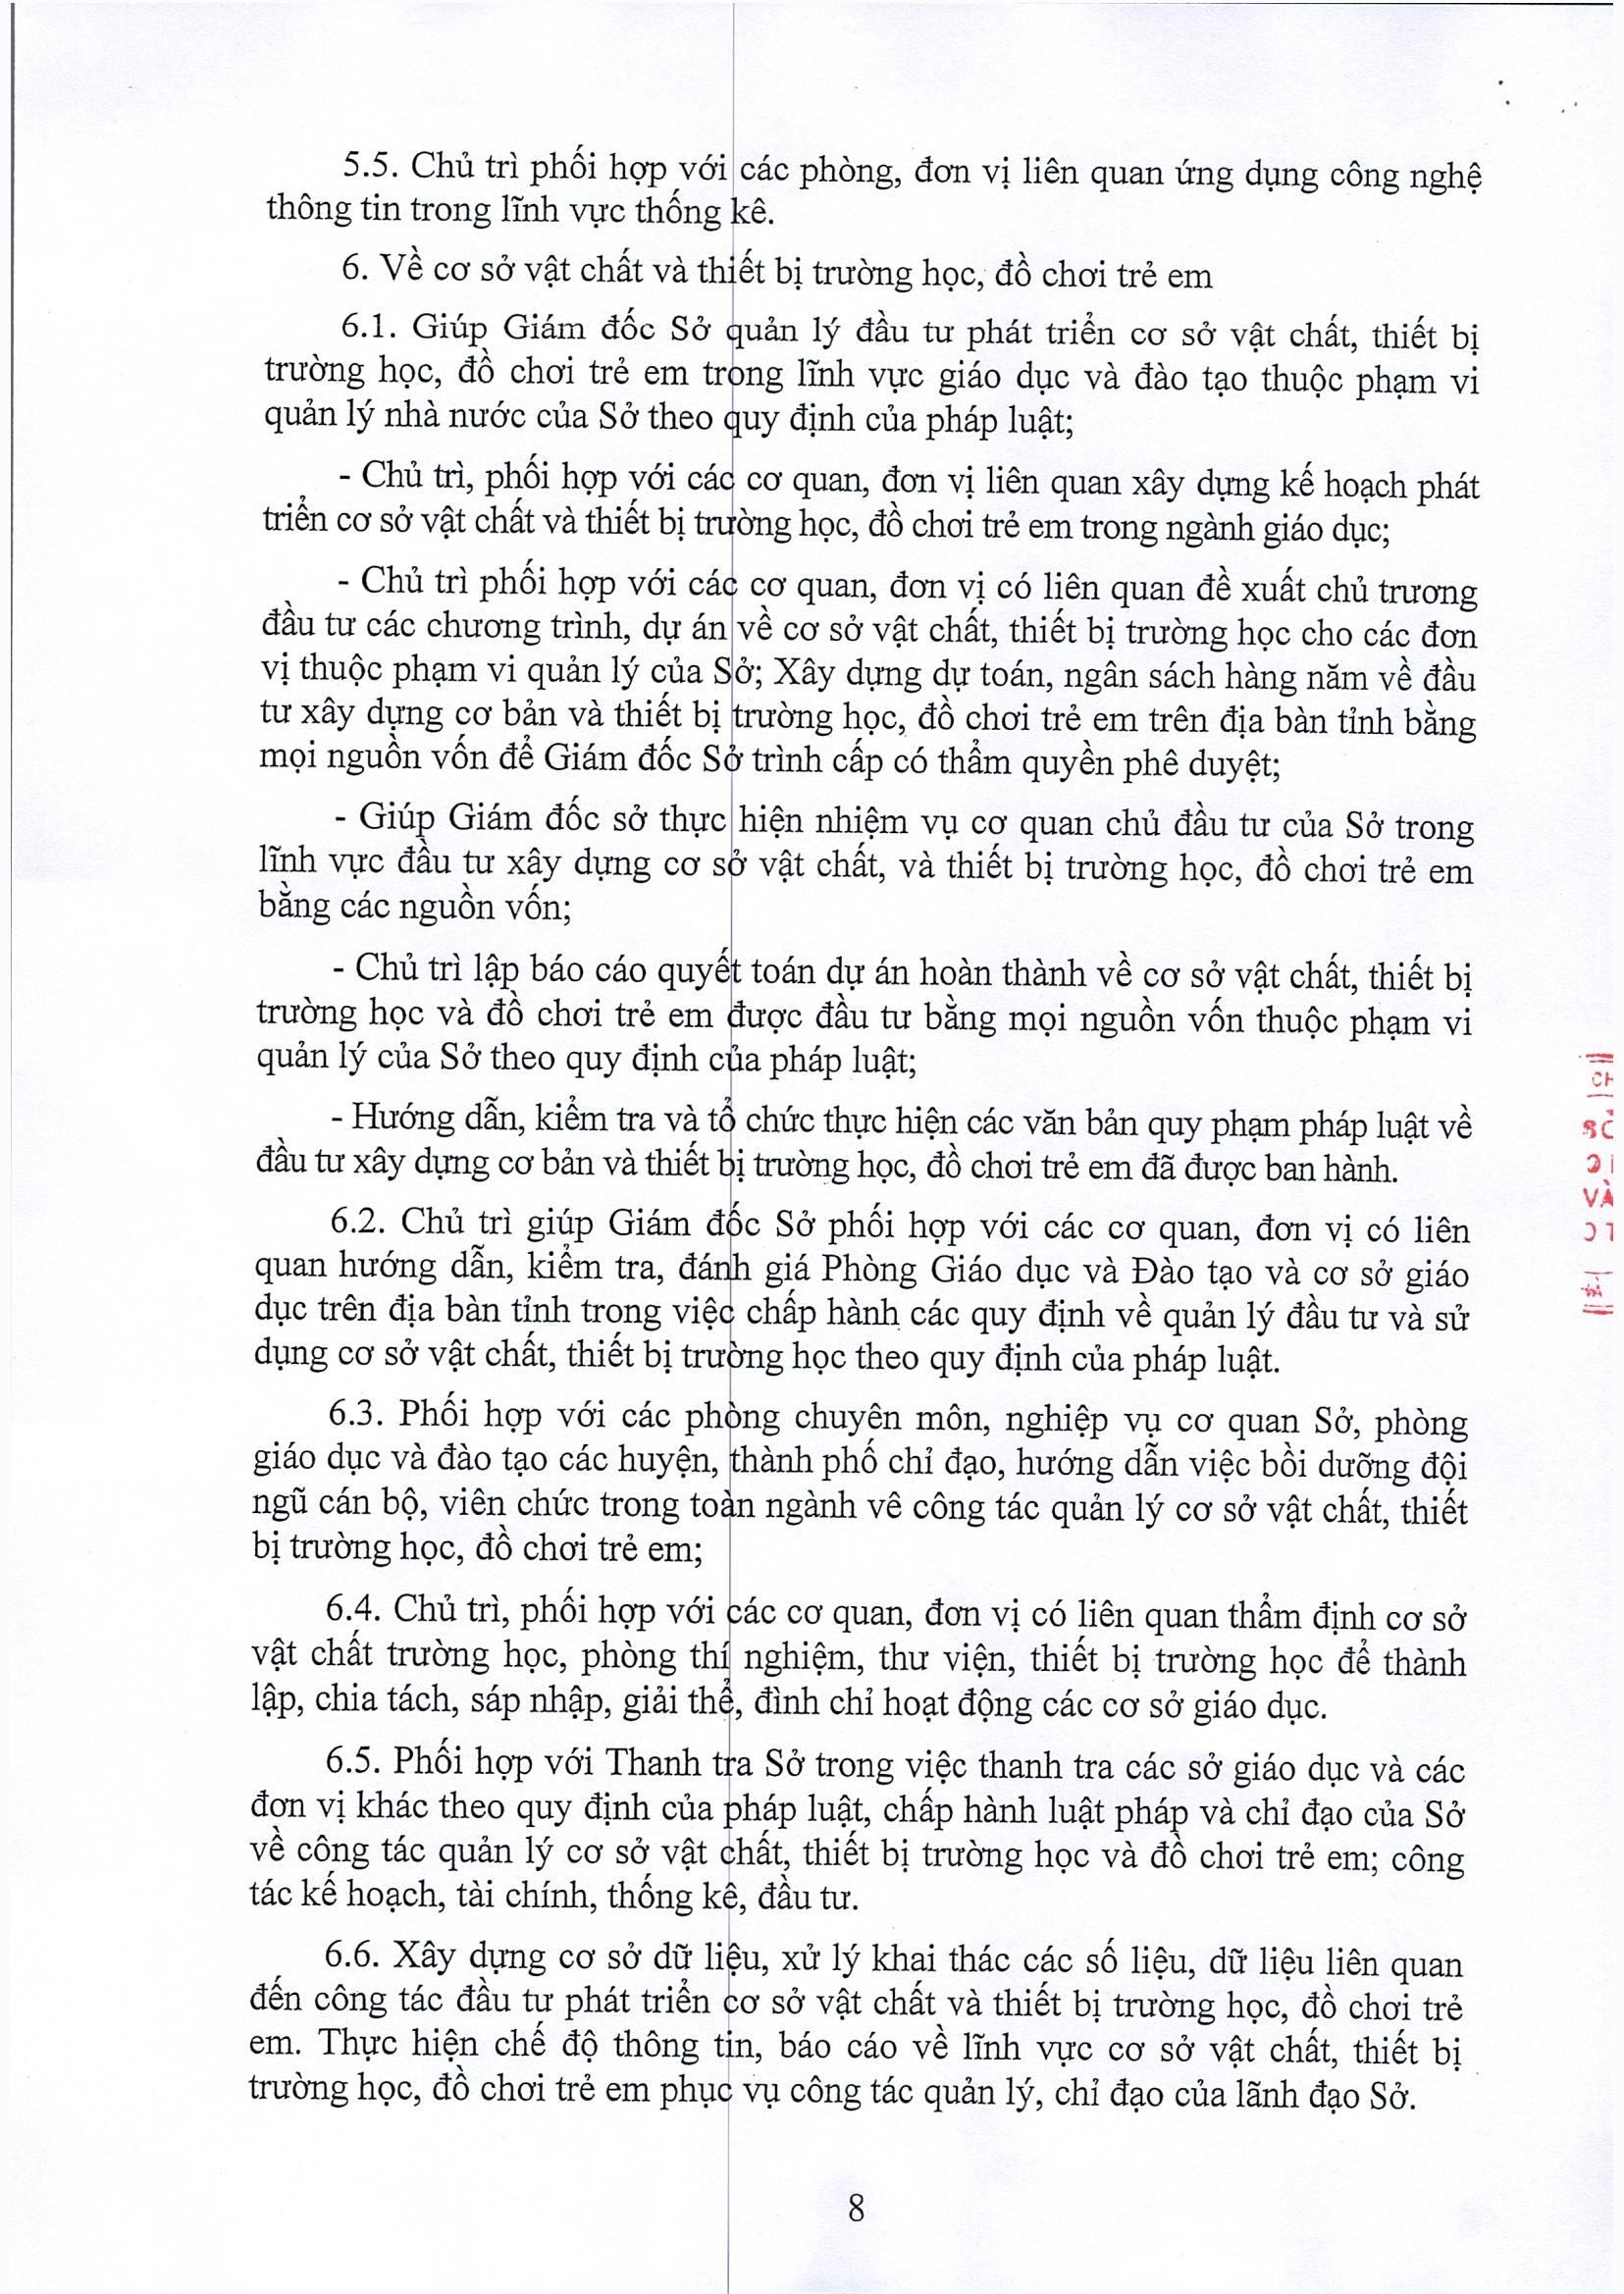 5.5. Chủ trì phối hợp với các phòng, đơn vị liên quan ứng dụng công nghệ
thông tin trong lĩnh vực thống kê.
6. Về cơ sở vật chất và thiết bị trường học, đồ chơi trẻ em
6.1. Giúp Giám đốc Sở quản lý đầu tư phát triển cơ sở vật chất, thiết bị
trường học, đồ chơi trẻ em trong lĩnh vực giáo dục và đào tạo thuộc phạm vi
quản lý nhà nước của Sở theo quy định của pháp luật;
- Chủ trì, phối hợp với các cơ quan, đơn vị liên quan xây dựng kế hoạch phát
triển cơ sở vật chất và thiết bị trường học, đồ chơi trẻ em trong ngành giáo dục;
- Chủ trì phối hợp với các cơ quan, đơn vị có liên quan đề xuất chủ trương
đầu tư các chương trình, dự án về cơ sở vật chất, thiết bị trường học cho các đơn
vị thuộc phạm vi quản lý của Sở; Xây dựng dự toán, ngân sách hàng năm về đầu
tư xây dựng cơ bản và thiết bị trường học, đồ chơi trẻ em trên địa bàn tỉnh bằng
mọi nguồn vốn để Giám đốc Sở trình cấp có thẩm quyền phê duyệt;
- Giúp Giám đốc sở thực hiện nhiệm vụ cơ quan chủ đầu tư của Sở trong
lĩnh vực đầu tư xây dựng cơ sở vật chất, và thiết bị trường học, đồ chơi trẻ em
bằng các nguồn vốn;
- Chủ trì lập báo cáo quyết toán dự án hoàn thành về cơ sở vật chất, thiết bị
trường học và đồ chơi trẻ em được đầu tư bằng mọi nguồn vốn thuộc phạm vi
quản lý của Sở theo quy định của pháp luật;
- Hướng dẫn, kiểm tra và tổ chức thực hiện các văn bản quy phạm pháp luật về
đầu tư xây dựng cơ bản và thiết bị trường học, đồ chơi trẻ em đã được ban hành.
6.2. Chủ trì giúp Giám đốc Sở phối hợp với các cơ quan, đơn vị có liên
quan hướng dẫn, kiểm tra, đánh giá Phòng Giáo dục và Đào tạo và cơ sở giáo
dục trên địa bàn tỉnh trong việc chấp hành các quy định về quản lý đầu tư và sử
dụng cơ sở vật chất, thiết bị trường học theo quy định của pháp luật.
6.3. Phối hợp với các phòng chuyên môn, nghiệp vụ cơ quan Sở, phòng
giáo dục và đào tạo các huyện, thành phố chỉ đạo, hướng dẫn việc bồi dưỡng đội
ngũ cán bộ, viên chức trong toàn ngành vê công tác quản lý cơ sở vật chất, thiết
bị trường học, đồ chơi trẻ em;
6.4. Chủ trì, phối hợp với các cơ quan, đơn vị có liên quan thẩm định cơ sở
vật chất trường học, phòng thí nghiệm, thư viện, thiết bị trường học để thành
lập, chia tách, sáp nhập, giải thể, đình chỉ hoạt động các cơ sở giáo dục.
6.5. Phối hợp với Thanh tra Sở trong việc thanh tra các sở giáo dục và các
đơn vị khác theo quy định của pháp luật, chấp hành luật pháp và chỉ đạo của Sở
về công tác quản lý cơ sở vật chất, thiết bị trường học và đồ chơi trẻ em; công
tác kế hoạch, tài chính, thống kê, đầu tư.
6.6. Xây dựng cơ sở dữ liệu, xử lý khai thác các số liệu, dữ liệu liên quan
đến công tác đầu tư phát triển cơ sở vật chất và thiết bị trường học, đồ chơi trẻ
em. Thực hiện chế độ thông tin, báo cáo về lĩnh vực cơ sở vật chất, thiết bị
trường học, đồ chơi trẻ em phục vụ công tác quản lý, chỉ đạo của lãnh đạo Sở.
8